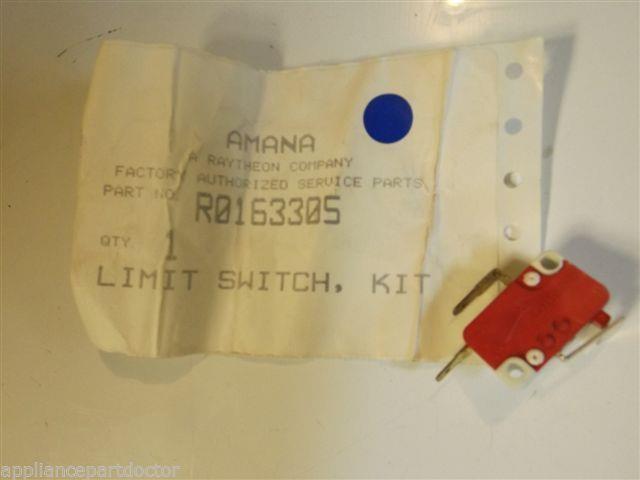 AMANA
A RAYTHEON COMPANY
FACTORY AUTHORIZED SERVICE PARTS
PART NO. R0163305
QTY. 1
LIMIT SWITCH, KIT
appliancepartdoctor